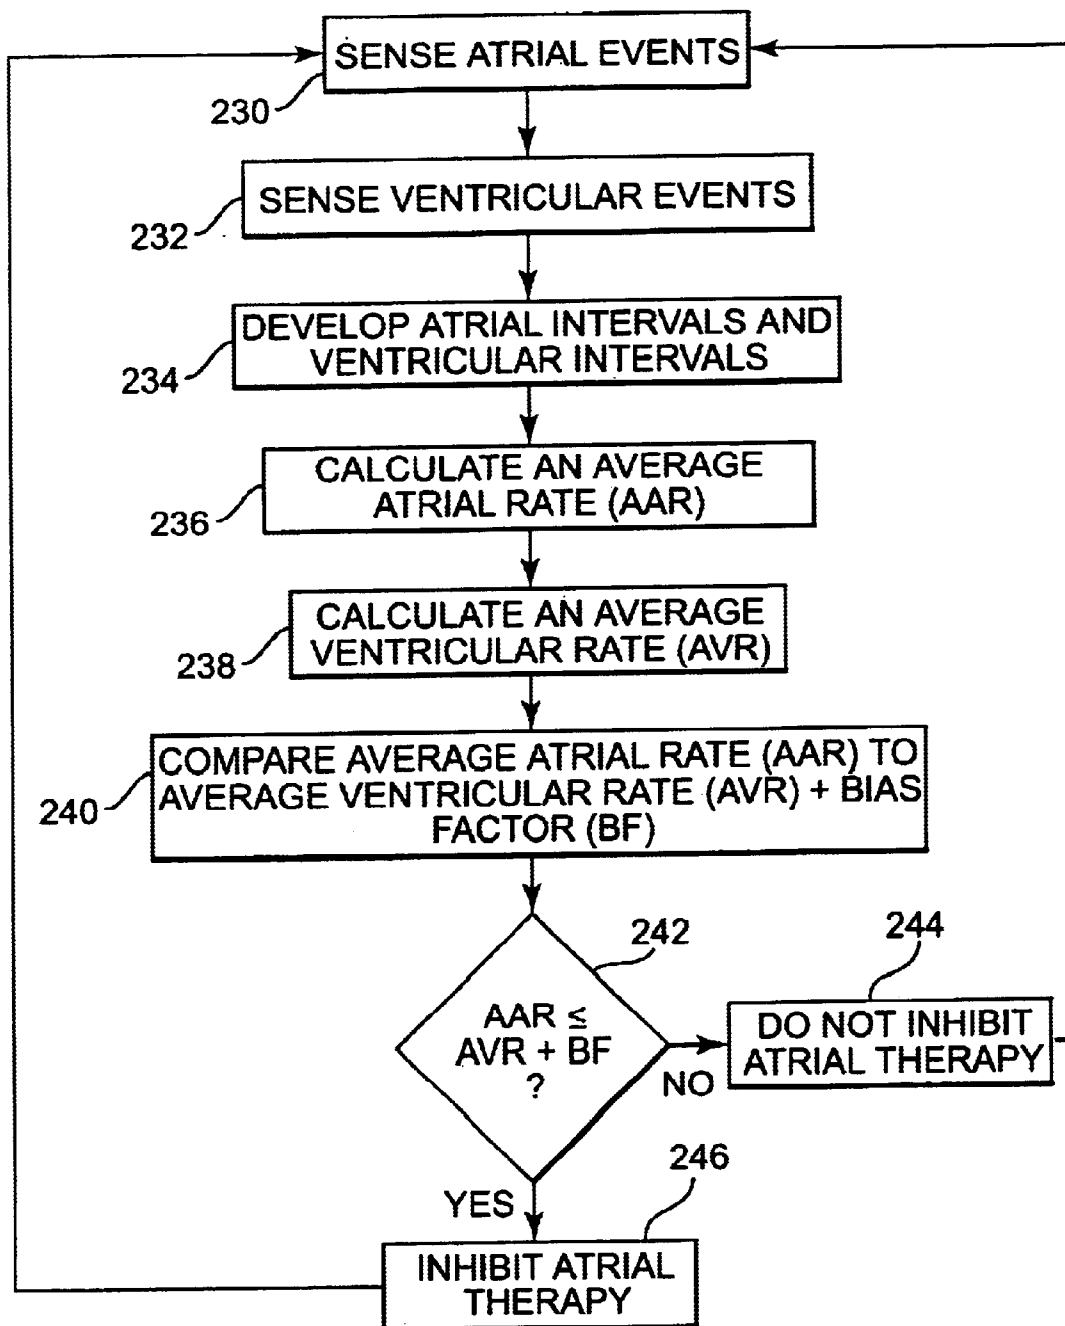 SENSE ATRIAL EVENTS
230
SENSE VENTRICULAR EVENTS
232
DEVELOP ATRIAL INTERVALS AND
VENTRICULAR INTERVALS
234
CALCULATE AN AVERAGE
ATRIAL RATE (AAR)
236
CALCULATE AN AVERAGE
VENTRICULAR RATE (AVR)
238
COMPARE AVERAGE ATRIAL RATE (AAR) TO
AVERAGE VENTRICULAR RATE (AVR) + BIAS
FACTOR (BF)
240
242
AAR ≤
AVR + BF
?
NO
244
DO NOT INHIBIT
ATRIAL THERAPY
YES
246
INHIBIT ATRIAL
THERAPY